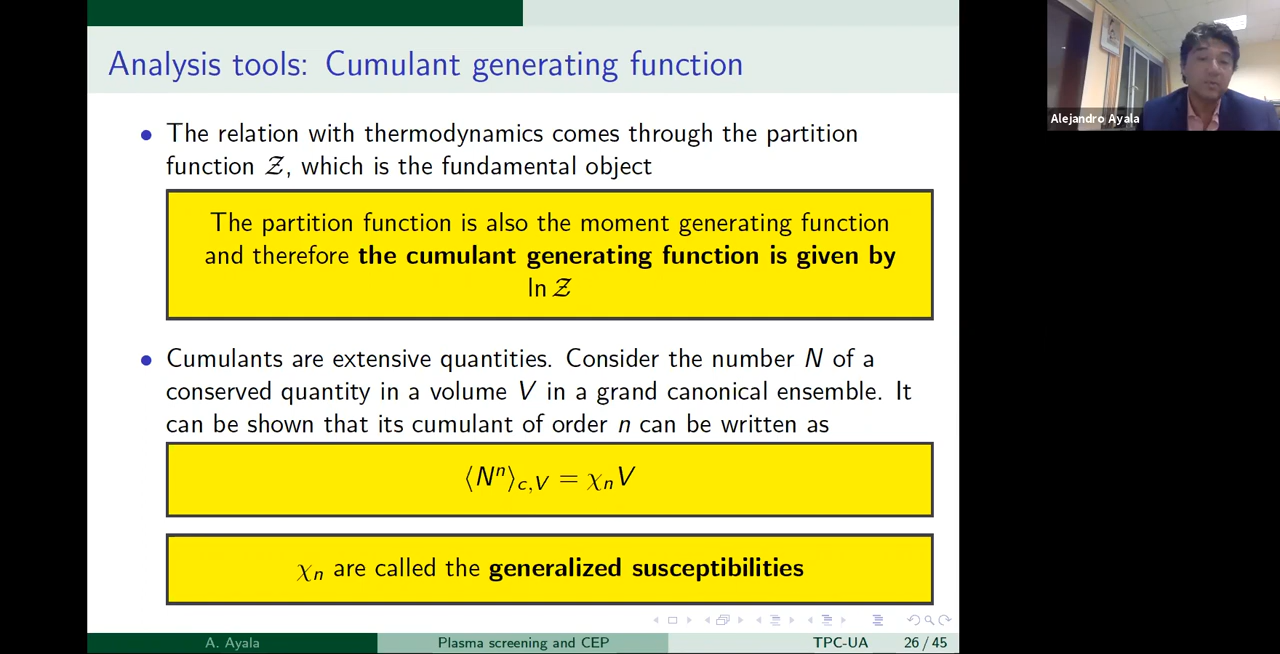 Analysis tools: Cumulant generating function
Alejandro Ayala
• The relation with thermodynamics comes through the partition
function 𝒵, which is the fundamental object
The partition function is also the moment generating function
and therefore the cumulant generating function is given by
ln 𝒵
• Cumulants are extensive quantities. Consider the number N of a
conserved quantity in a volume V in a grand canonical ensemble. It
can be shown that its cumulant of order n can be written as
⟨Nⁿ⟩c,V = χₙV
χₙ are called the generalized susceptibilities
A. Ayala Plasma screening and CEP TPC-UA 26 / 45